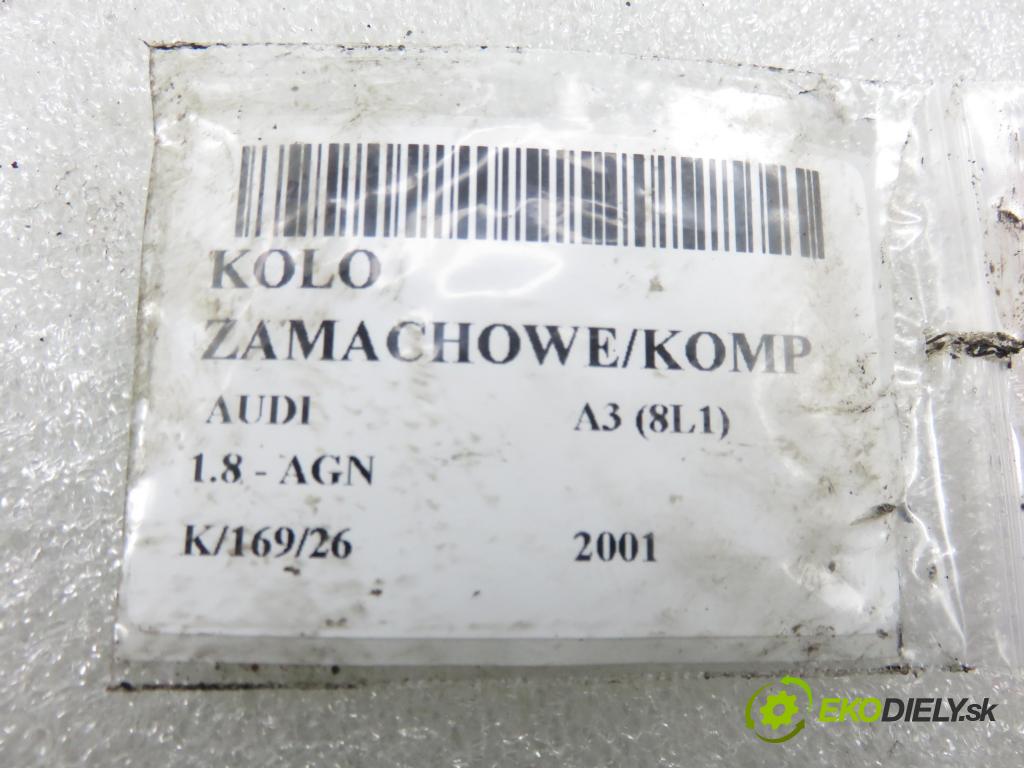 KOLO
ZAMACHOWE/KOMP
AUDI A3 (8L1)
1.8 - AGN
K/169/26 2001
EKODIELY.sk